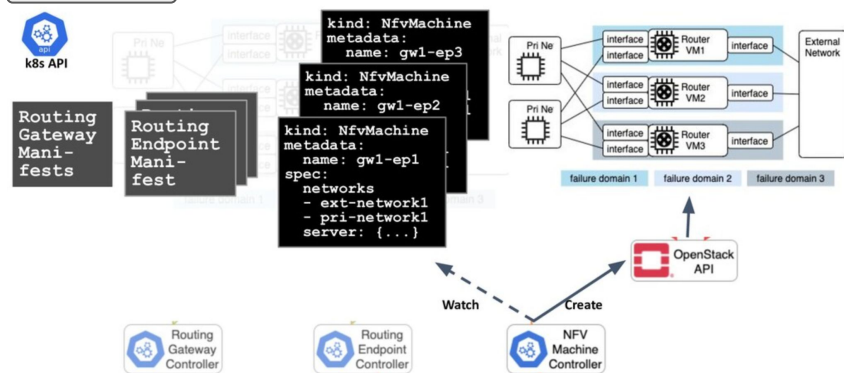 api
k8s API
Routing
Gateway
Mani-
fests
Routing
Endpoint
Mani-
fest
kind: NfvMachine
metadata:
name: gw1-ep3
kind: NfvMachine
metadata:
name: gw1-ep2
kind: NfvMachine
metadata:
name: gw1-ep1
spec:
networks
- ext-network1
- pri-network1
server: {...}
Pri Ne
interface
interface
Router
VM1
interface
External
Network
Pri Ne
interface
interface
Router
VM2
interface
interface
interface
Router
VM3
interface
failure domain 1
failure domain 2
failure domain 3
OpenStack
API
Watch
Create
Routing
Gateway
Controller
Routing
Endpoint
Controller
NFV
Machine
Controller